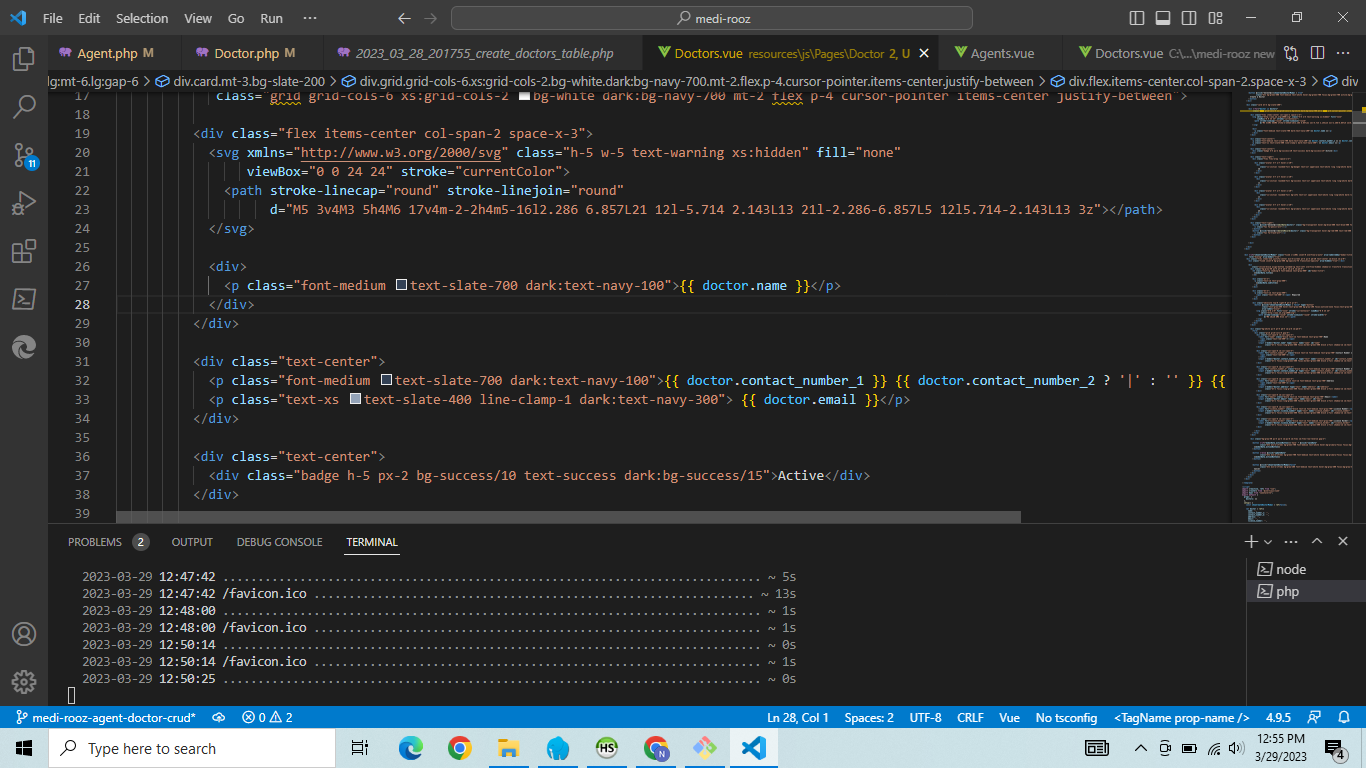 File Edit Selection View Go Run ··· medi-rooz
Agent.php M Doctor.php M 2023_03_28_201755_create_doctors_table.php Doctors.vue resources\js\Pages\Doctor 2, U Agents.vue Doctors.vue C:\...\medi-rooz new
lg:mt-6.lg:gap-6 > div.card.mt-3.bg-slate-200 > div.grid.grid-cols-6.xs:grid-cols-2.bg-white.dark:bg-navy-700.mt-2.flex.p-4.cursor-pointer.items-center.justify-between > div.flex.items-center.col-span-2.space-x-3 > div
17 class="grid grid-cols-6 xs:grid-cols-2 bg-white dark:bg-navy-700 mt-2 flex p-4 cursor-pointer items-center justify-between">
18
19 <div class="flex items-center col-span-2 space-x-3">
20 <svg xmlns="http://www.w3.org/2000/svg" class="h-5 w-5 text-warning xs:hidden" fill="none"
21 viewBox="0 0 24 24" stroke="currentColor">
22 <path stroke-linecap="round" stroke-linejoin="round"
23 d="M5 3v4M3 5h4M6 17v4m-2-2h4m5-16l2.286 6.857L21 12l-5.714 2.143L13 21l-2.286-6.857L5 12l5.714-2.143L13 3z"></path>
24 </svg>
25
26 <div>
27 <p class="font-medium text-slate-700 dark:text-navy-100">{{ doctor.name }}</p>
28 </div>
29 </div>
30
31 <div class="text-center">
32 <p class="font-medium text-slate-700 dark:text-navy-100">{{ doctor.contact_number_1 }} {{ doctor.contact_number_2 ? '|' : '' }} {{
33 <p class="text-xs text-slate-400 line-clamp-1 dark:text-navy-300"> {{ doctor.email }}</p>
34 </div>
35
36 <div class="text-center">
37 <div class="badge h-5 px-2 bg-success/10 text-success dark:bg-success/15">Active</div>
38 </div>
39
PROBLEMS 2 OUTPUT DEBUG CONSOLE TERMINAL
2023-03-29 12:47:42 ....................................................................... ~ 5s
2023-03-29 12:47:42 /favicon.ico .......................................................... ~ 13s
2023-03-29 12:48:00 ....................................................................... ~ 1s
2023-03-29 12:48:00 /favicon.ico ........................................................... ~ 1s
2023-03-29 12:50:14 ....................................................................... ~ 0s
2023-03-29 12:50:14 /favicon.ico ........................................................... ~ 1s
2023-03-29 12:50:25 ....................................................................... ~ 0s
node
php
11
medi-rooz-agent-doctor-crud* 0 2 Ln 28, Col 1 Spaces: 2 UTF-8 CRLF Vue No tsconfig <TagName prop-name /> 4.9.5
Type here to search HS N 12:55 PM
3/29/2023 4